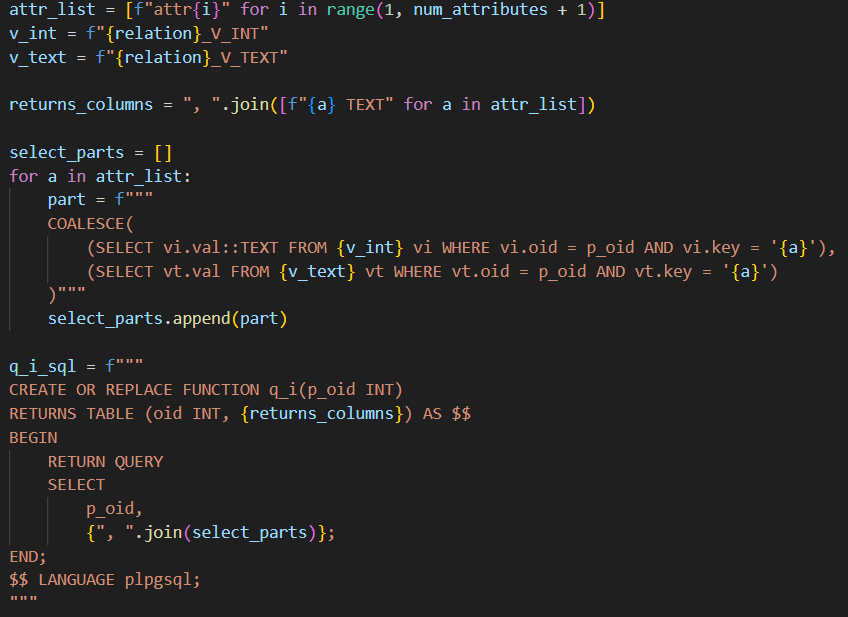 attr_list = [f"attr{i}" for i in range(1, num_attributes + 1)]
v_int = f"{relation}_V_INT"
v_text = f"{relation}_V_TEXT"

returns_columns = ", ".join([f"{a} TEXT" for a in attr_list])

select_parts = []
for a in attr_list:
    part = f"""
    COALESCE(
        (SELECT vi.val::TEXT FROM {v_int} vi WHERE vi.oid = p_oid AND vi.key = '{a}'),
        (SELECT vt.val FROM {v_text} vt WHERE vt.oid = p_oid AND vt.key = '{a}')
    )"""
    select_parts.append(part)

q_i_sql = f"""
CREATE OR REPLACE FUNCTION q_i(p_oid INT)
RETURNS TABLE (oid INT, {returns_columns}) AS $$
BEGIN
    RETURN QUERY
    SELECT
        p_oid,
        {", ".join(select_parts)};
END;
$$ LANGUAGE plpgsql;
"""